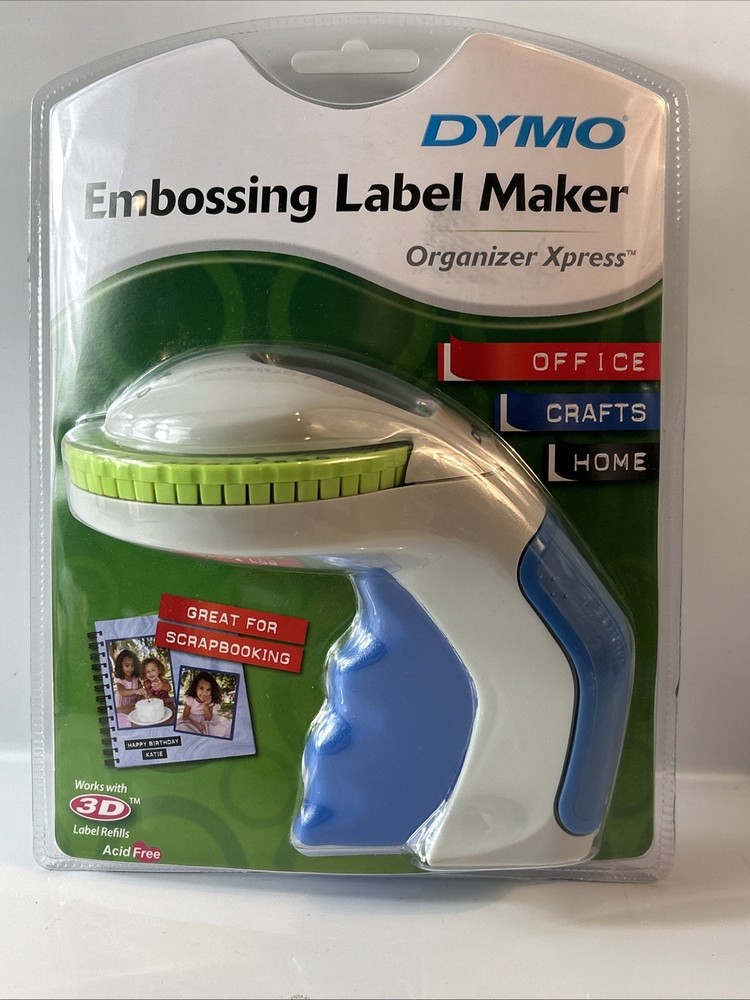 DYMO®
Embossing Label Maker
Organizer Xpress™
OFFICE
CRAFTS
HOME
GREAT FOR
SCRAPBOOKING
HAPPY BIRTHDAY
KATIE
Works with
3D™
Label Refills
Acid Free